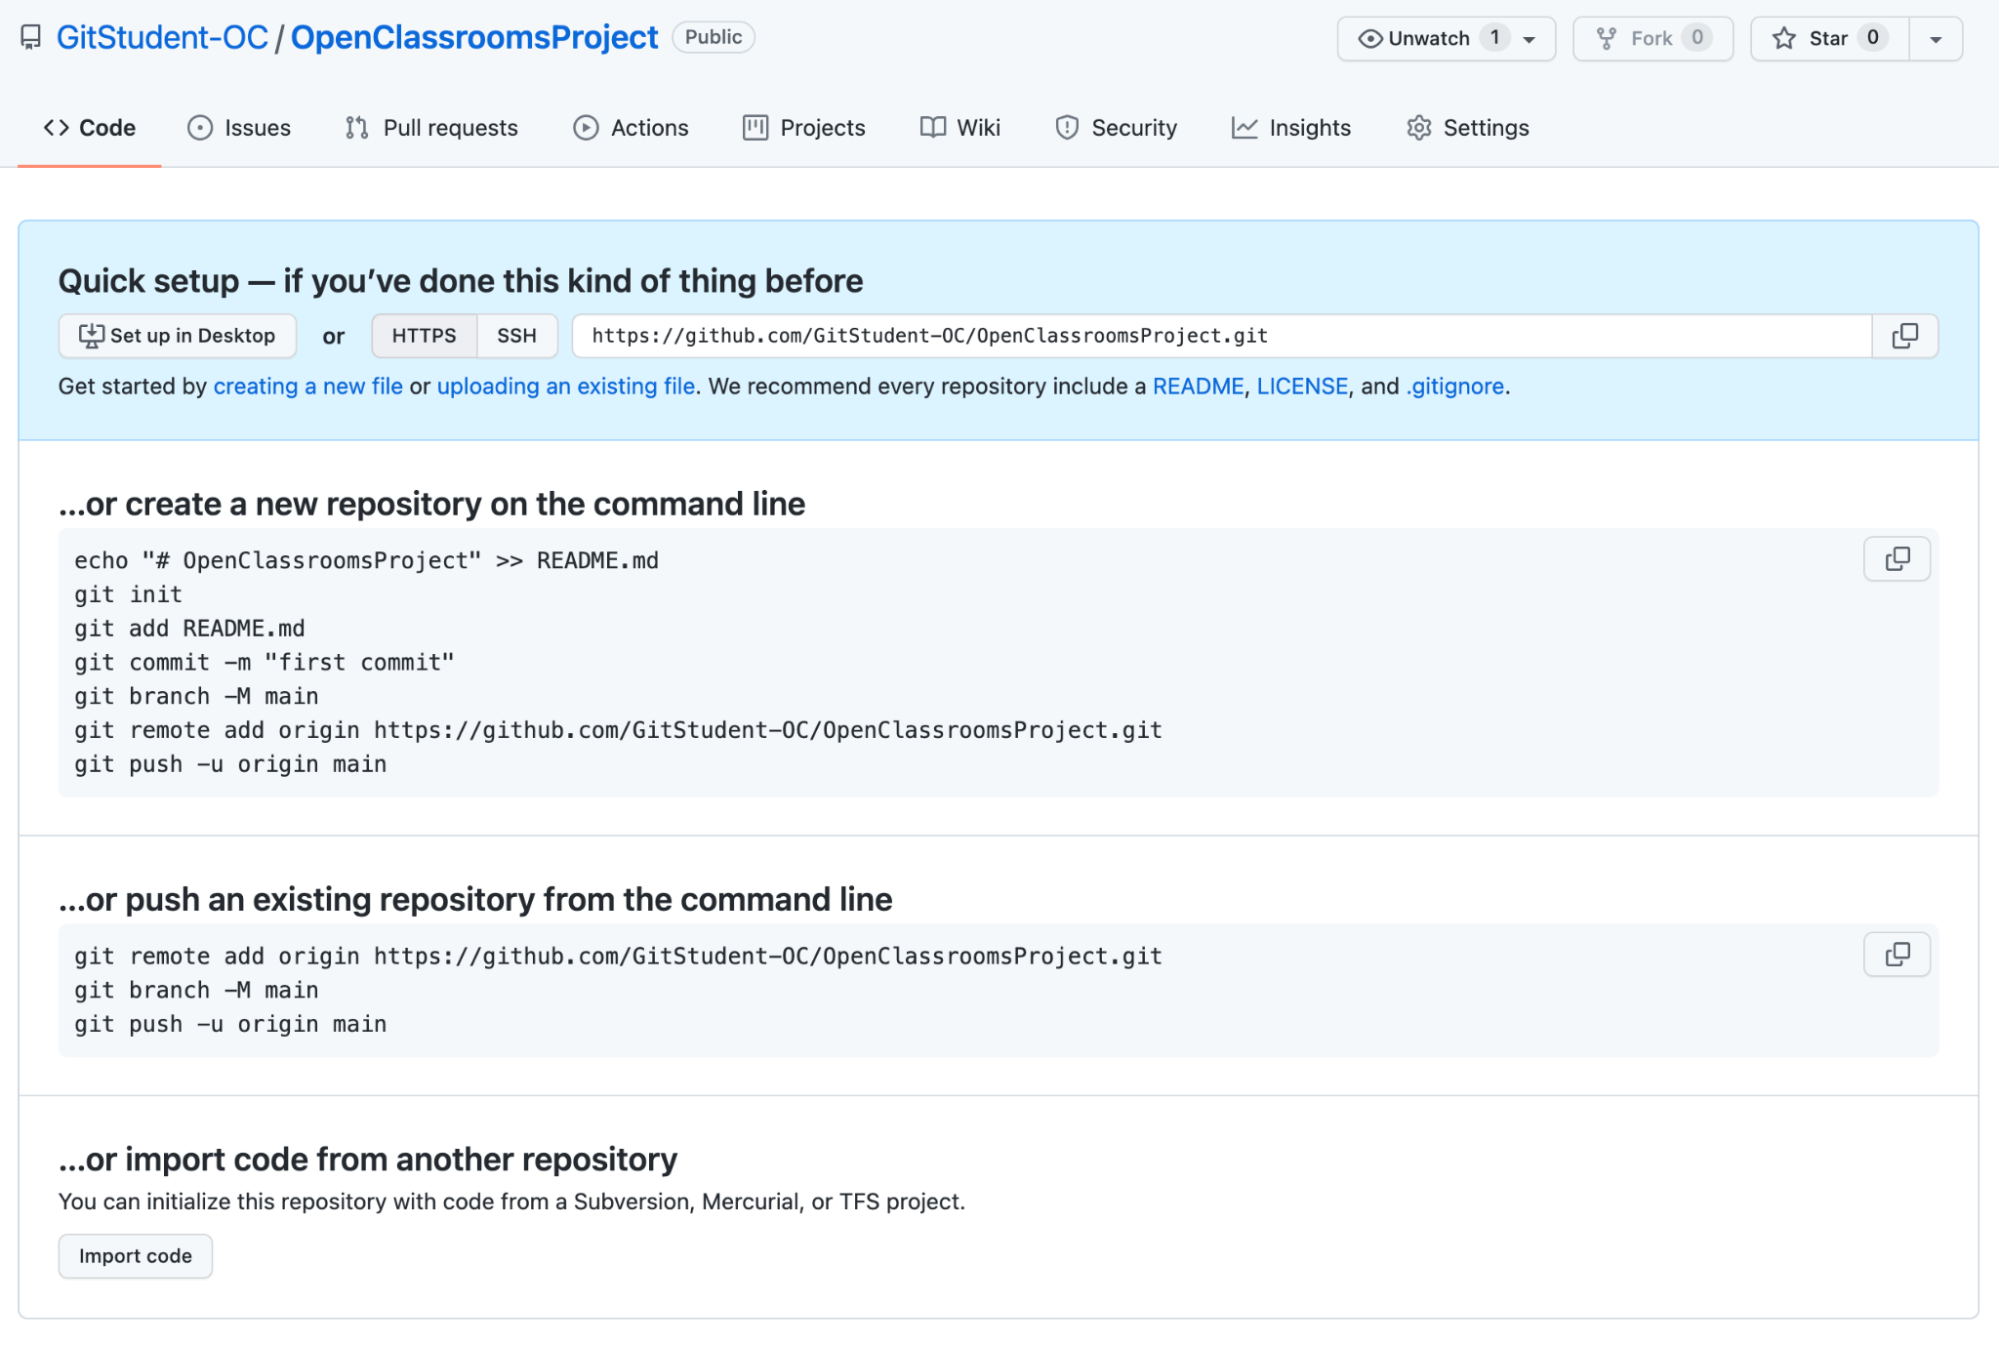 GitStudent-OC / OpenClassroomsProject Public Unwatch 1 Fork 0 Star 0
Code Issues Pull requests Actions Projects Wiki Security Insights Settings
Quick setup — if you’ve done this kind of thing before
Set up in Desktop or HTTPS SSH https://github.com/GitStudent-OC/OpenClassroomsProject.git
Get started by creating a new file or uploading an existing file. We recommend every repository include a README, LICENSE, and .gitignore.
...or create a new repository on the command line
echo "# OpenClassroomsProject" >> README.md
git init
git add README.md
git commit -m "first commit"
git branch -M main
git remote add origin https://github.com/GitStudent-OC/OpenClassroomsProject.git
git push -u origin main
...or push an existing repository from the command line
git remote add origin https://github.com/GitStudent-OC/OpenClassroomsProject.git
git branch -M main
git push -u origin main
...or import code from another repository
You can initialize this repository with code from a Subversion, Mercurial, or TFS project.
Import code